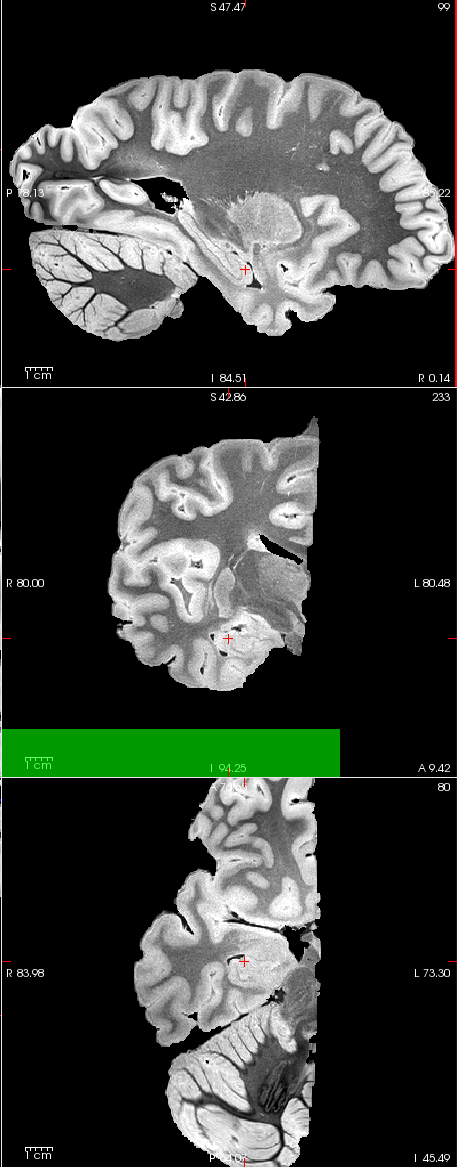 S 47.47 99
P 78.13 65.22
1 cm I 84.51 R 0.14
S 42.86 233
R 80.00 L 80.48
1 cm I 94.25 A 9.42
80
R 83.98 L 73.30
1 cm I 45.49